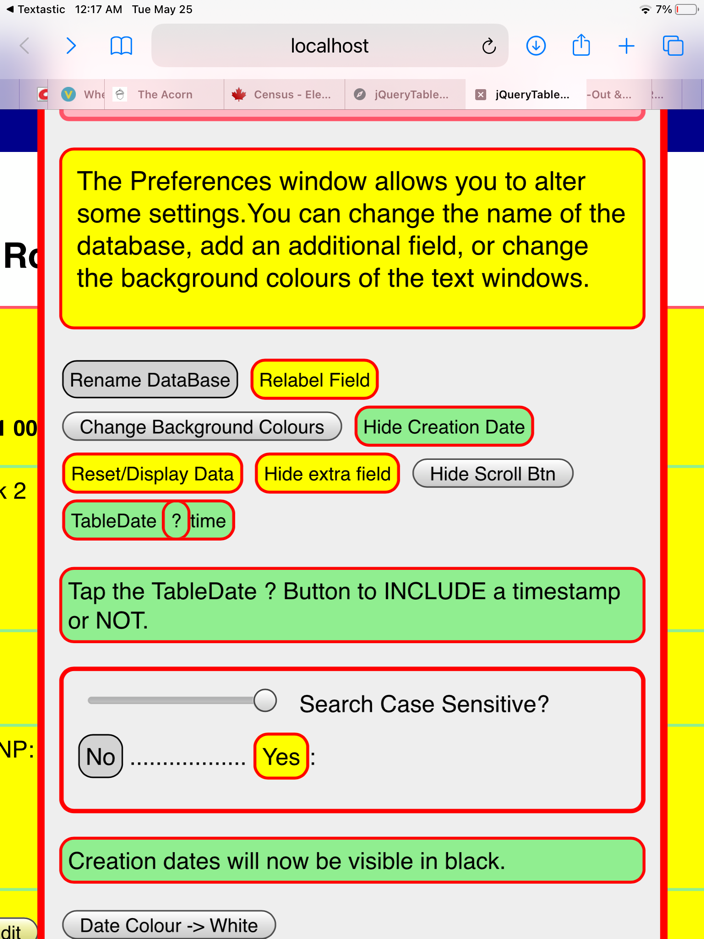 ◀ Textastic 12:17 AM Tue May 25 7%
localhost
Whe The Acorn Census - Ele... jQueryTable... jQueryTable... -Out &...
The Preferences window allows you to alter
some settings.You can change the name of the
database, add an additional field, or change
the background colours of the text windows.
Ro
Rename DataBase Relabel Field
Change Background Colours Hide Creation Date
1 00
Reset/Display Data Hide extra field Hide Scroll Btn
k 2
TableDate ? time
Tap the TableDate ? Button to INCLUDE a timestamp
or NOT.
Search Case Sensitive?
NP:
No ................... Yes :
Creation dates will now be visible in black.
Date Colour -> White
dit